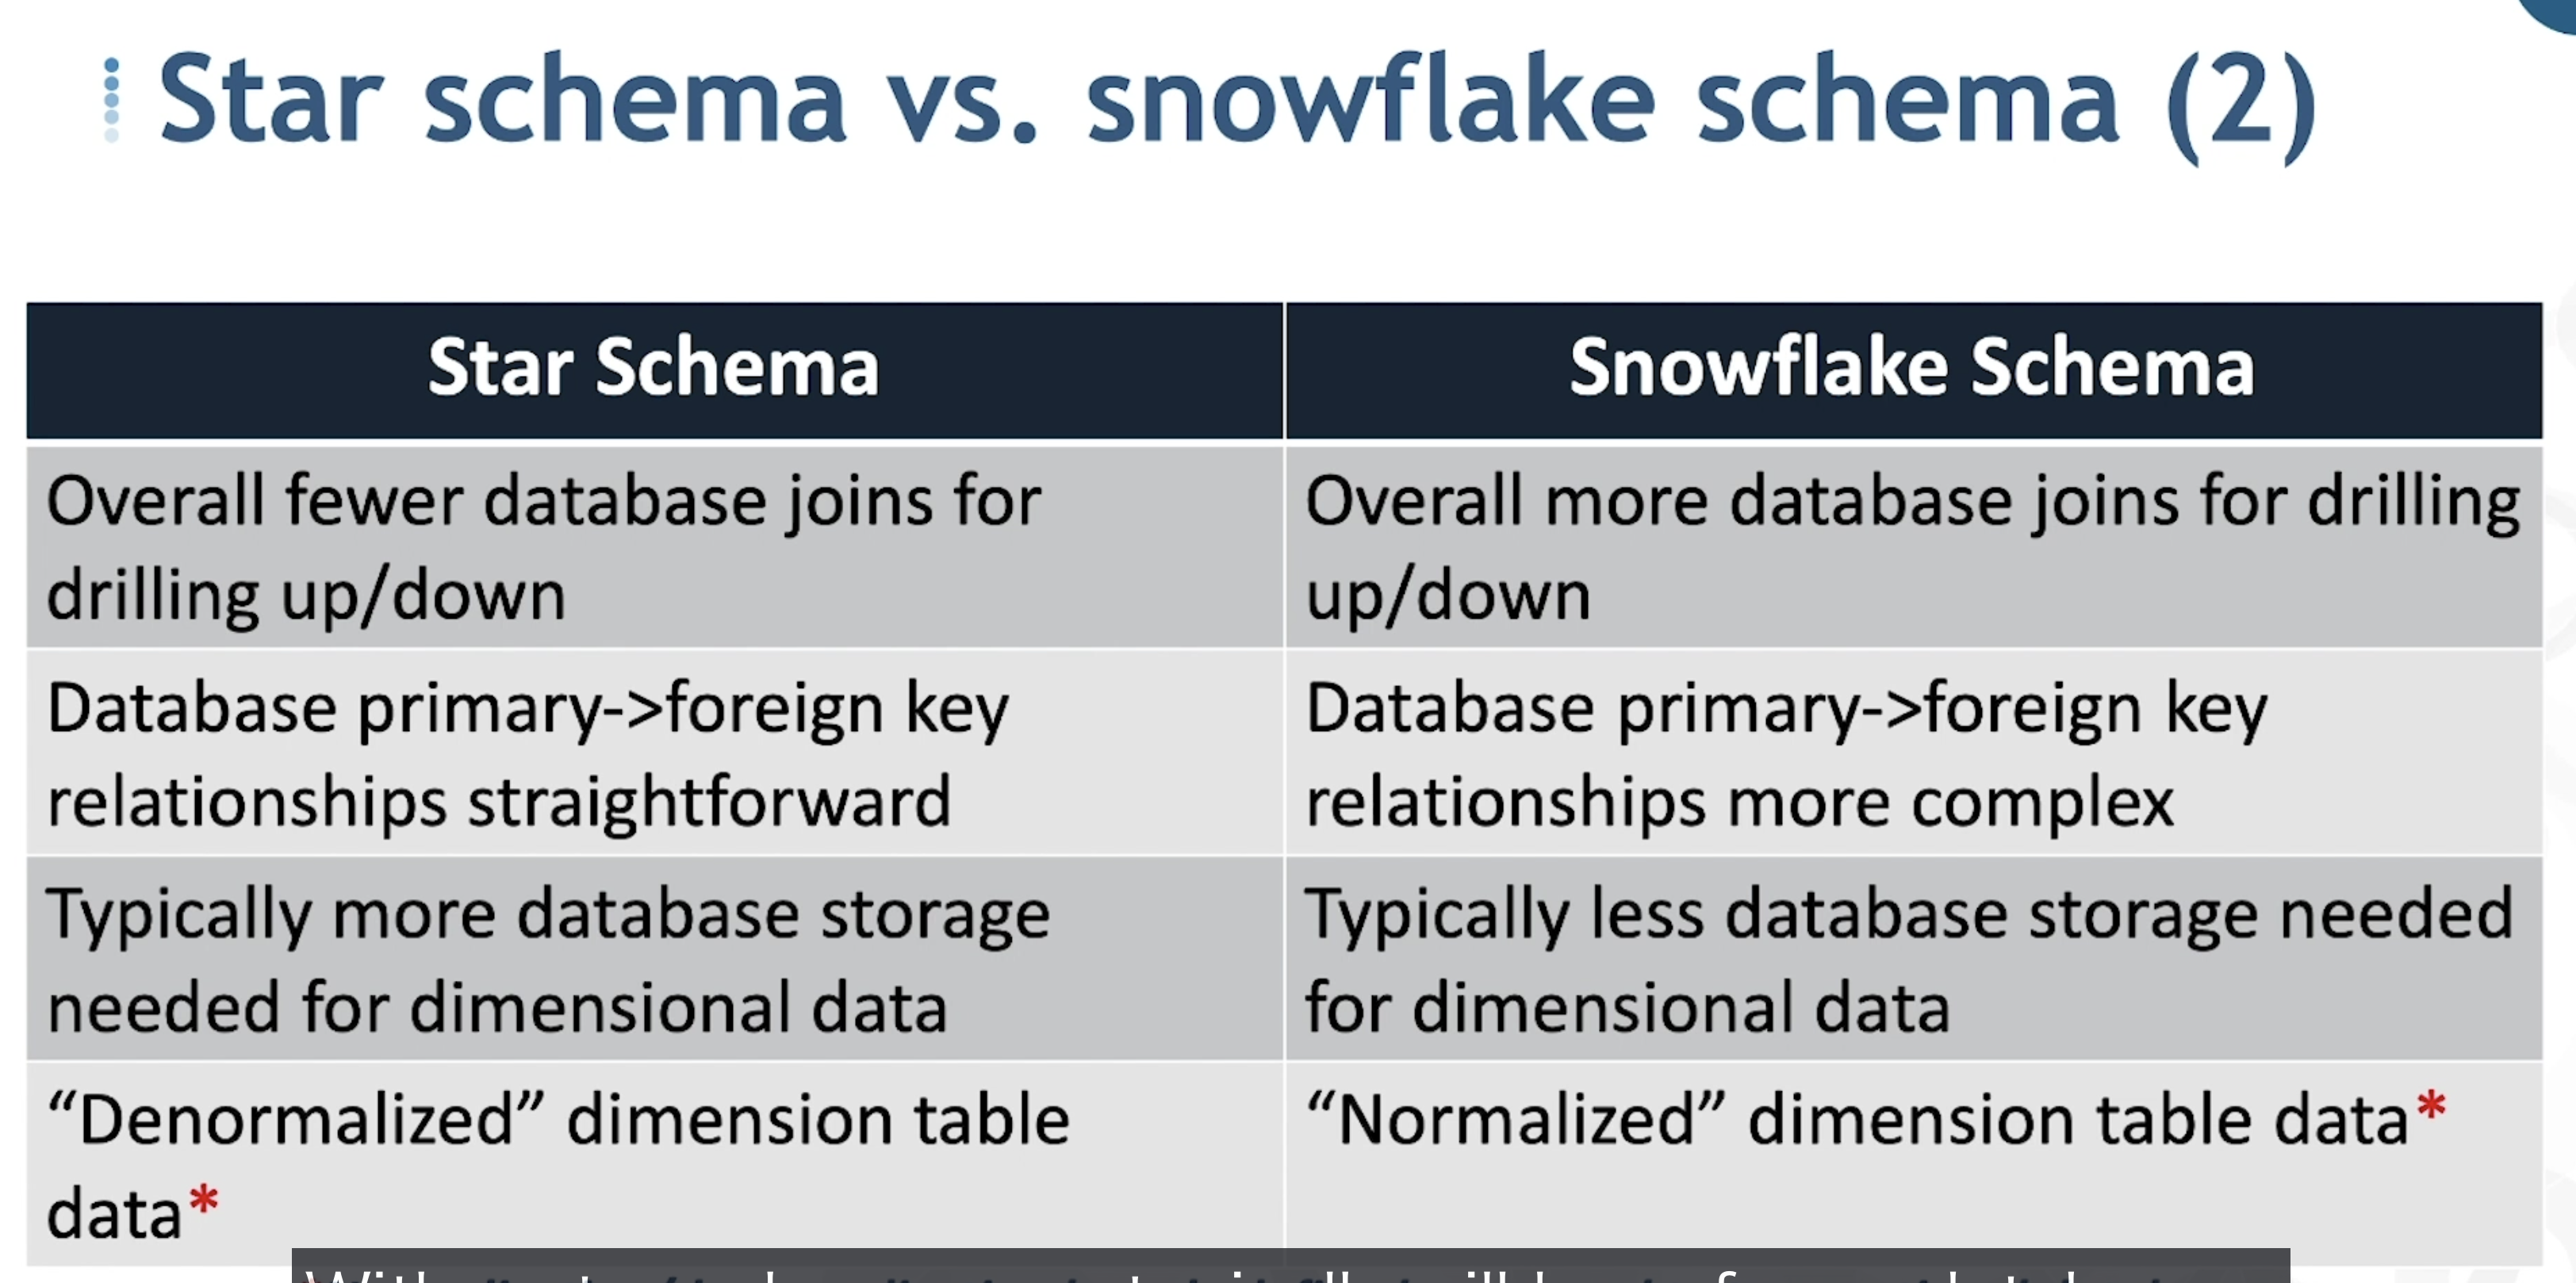 Star schema vs. snowflake schema (2)
Star Schema
Snowflake Schema
Overall fewer database joins for
drilling up/down
Overall more database joins for drilling
up/down
Database primary->foreign key
relationships straightforward
Database primary->foreign key
relationships more complex
Typically more database storage
needed for dimensional data
Typically less database storage needed
for dimensional data
“Denormalized” dimension table
data*
“Normalized” dimension table data*